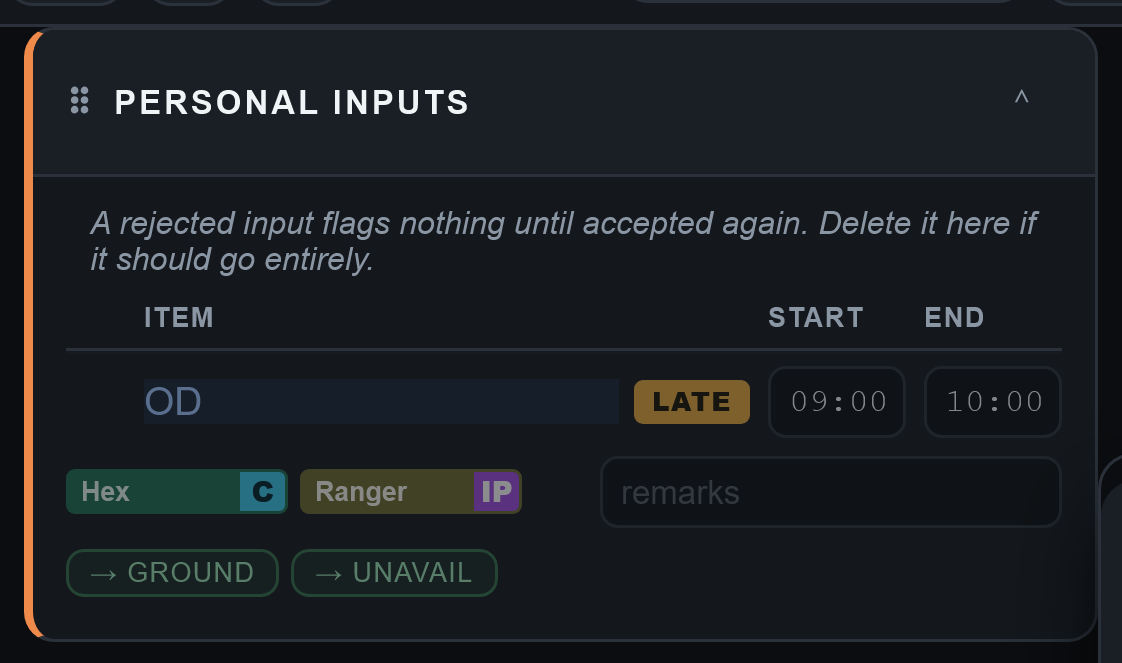 PERSONAL INPUTS ^
A rejected input flags nothing until accepted again. Delete it here if
it should go entirely.
ITEM START END
OD LATE 09:00 10:00
Hex C Ranger IP remarks
→ GROUND → UNAVAIL